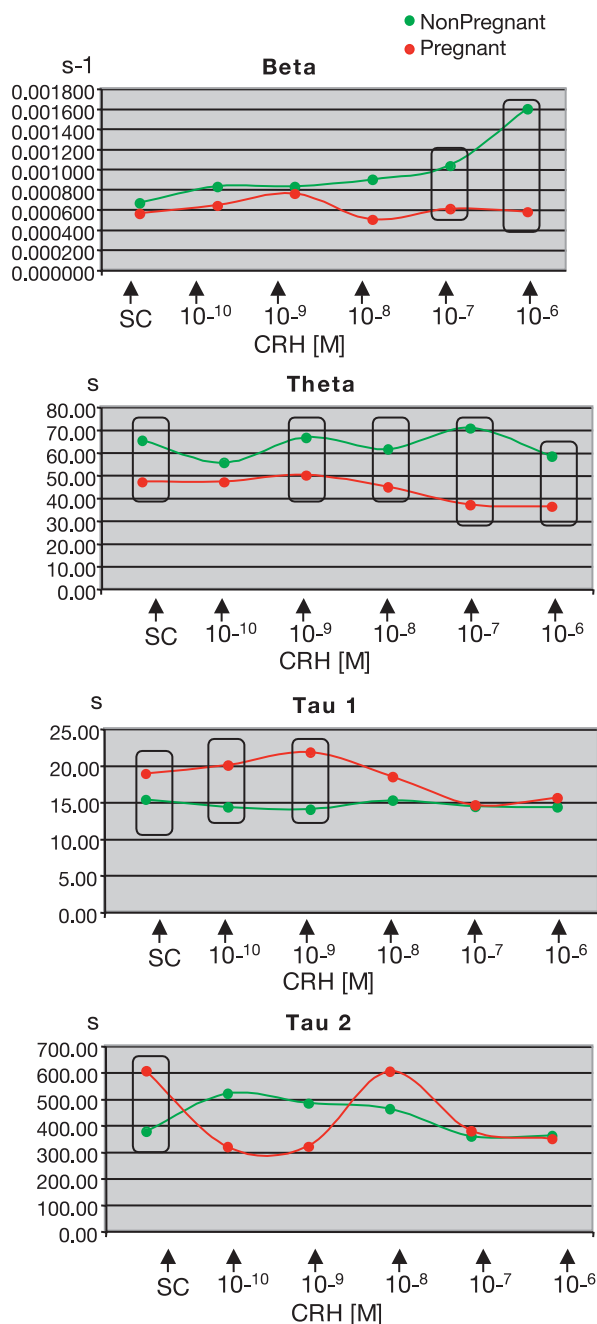 NonPregnant
Pregnant
s-1
Beta
0.001800
0.001600
0.001400
0.001200
0.001000
0.000800
0.000600
0.000400
0.000200
0.000000
SC 10-¹⁰ 10-⁹ 10-⁸ 10-⁷ 10-⁶
CRH [M]
s
Theta
80.00
70.00
60.00
50.00
40.00
30.00
20.00
10.00
0.00
SC 10-¹⁰ 10-⁹ 10-⁸ 10-⁷ 10-⁶
CRH [M]
s
Tau 1
25.00
20.00
15.00
10.00
5.00
0.00
SC 10-¹⁰ 10-⁹ 10-⁸ 10-⁷ 10-⁶
CRH [M]
s
Tau 2
700.00
600.00
500.00
400.00
300.00
200.00
100.00
0.00
SC 10-¹⁰ 10-⁹ 10-⁸ 10-⁷ 10-⁶
CRH [M]